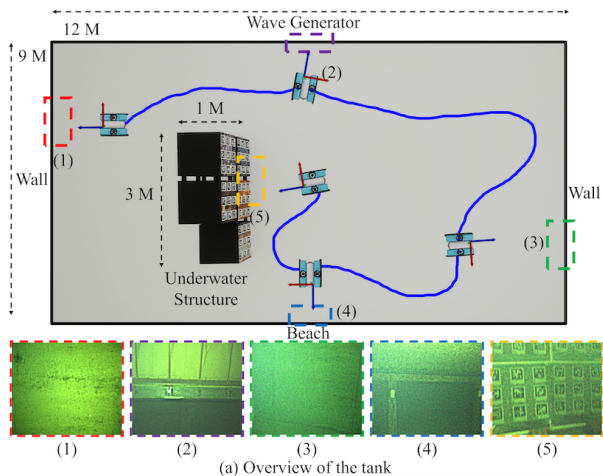 Wave Generator
12 M
9 M
(2)
1 M
(1)
Wall
3 M
(5)
Wall
(3)
Underwater
Structure
(4)
Beach
(1)
(2)
(3)
(4)
(5)
(a) Overview of the tank